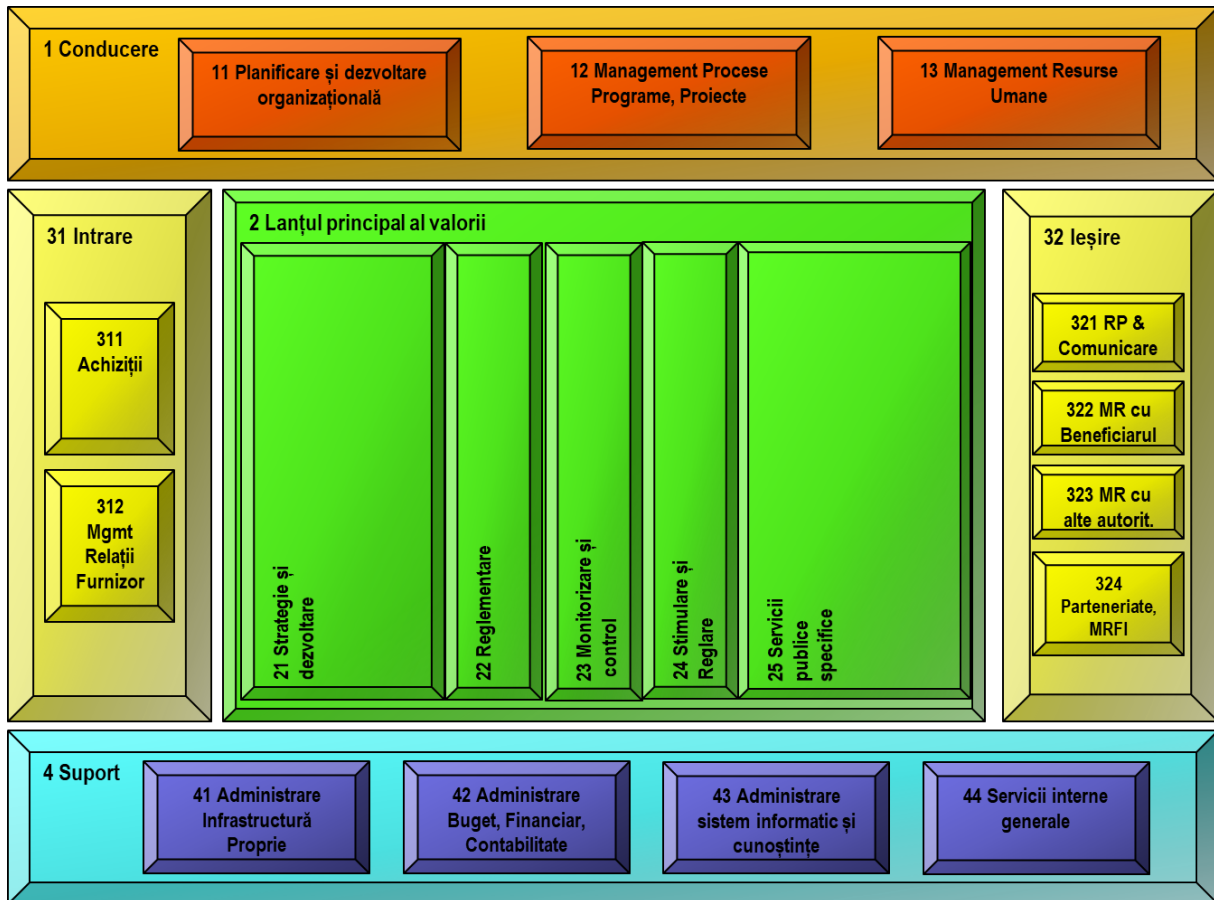 1 Conducere
11 Planificare și dezvoltare
organizațională
12 Management Procese
Programe, Proiecte
13 Management Resurse
Umane
31 Intrare
311
Achiziții
312
Mgmt
Relații
Furnizor
2 Lanțul principal al valorii
21 Strategie și
dezvoltare
22 Reglementare
23 Monitorizare și
control
24 Stimulare și
Reglare
25 Servicii
publice
specifice
32 Ieșire
321 RP &
Comunicare
322 MR cu
Beneficiarul
323 MR cu
alte autorit.
324
Parteneriate,
MRFI
4 Suport
41 Administrare
Infrastructură
Proprie
42 Administrare
Buget, Financiar,
Contabilitate
43 Administrare
sistem informatic și
cunoștințe
44 Servicii interne
generale